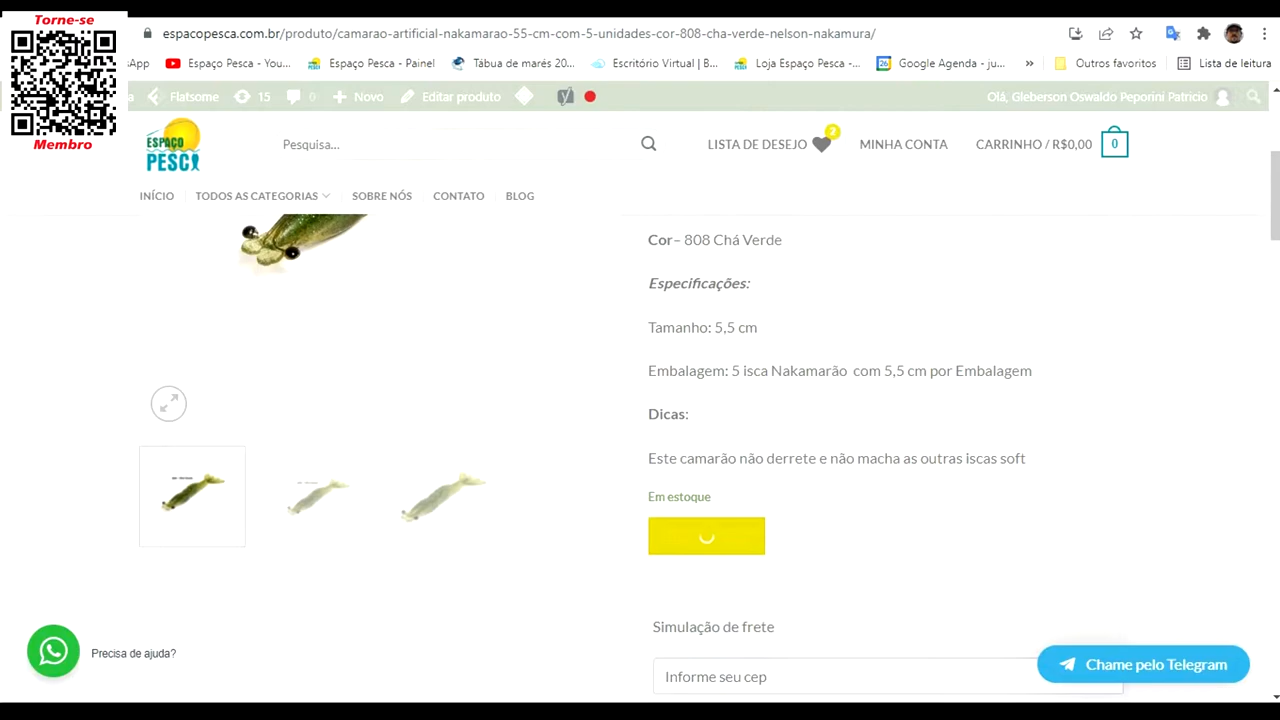 Torne-se
Membro
espacopesca.com.br/produto/camarao-artificial-nakamarao-55-cm-com-5-unidades-cor-808-cha-verde-nelson-nakamura/
App
Espaço Pesca - You...
Espaço Pesca - Painel
Tábua de marés 20...
Escritório Virtual | B...
Loja Espaço Pesca -...
26
Google Agenda - ju...
»
Outros favoritos
Lista de leitura
a
Flatsome
15
0
Novo
Editar produto
Olá, Gleberson Oswaldo Peporini Patricio
ESPAÇO
PESCA
Pesquisa...
LISTA DE DESEJO
2
MINHA CONTA
CARRINHO / R$0,00
0
INÍCIO
TODOS AS CATEGORIAS
SOBRE NÓS
CONTATO
BLOG
Cor– 808 Chá Verde
Especificações:
Tamanho: 5,5 cm
Embalagem: 5 isca Nakamarão com 5,5 cm por Embalagem
Dicas:
Este camarão não derrete e não macha as outras iscas soft
Em estoque
Simulação de frete
Informe seu cep
Precisa de ajuda?
Chame pelo Telegram